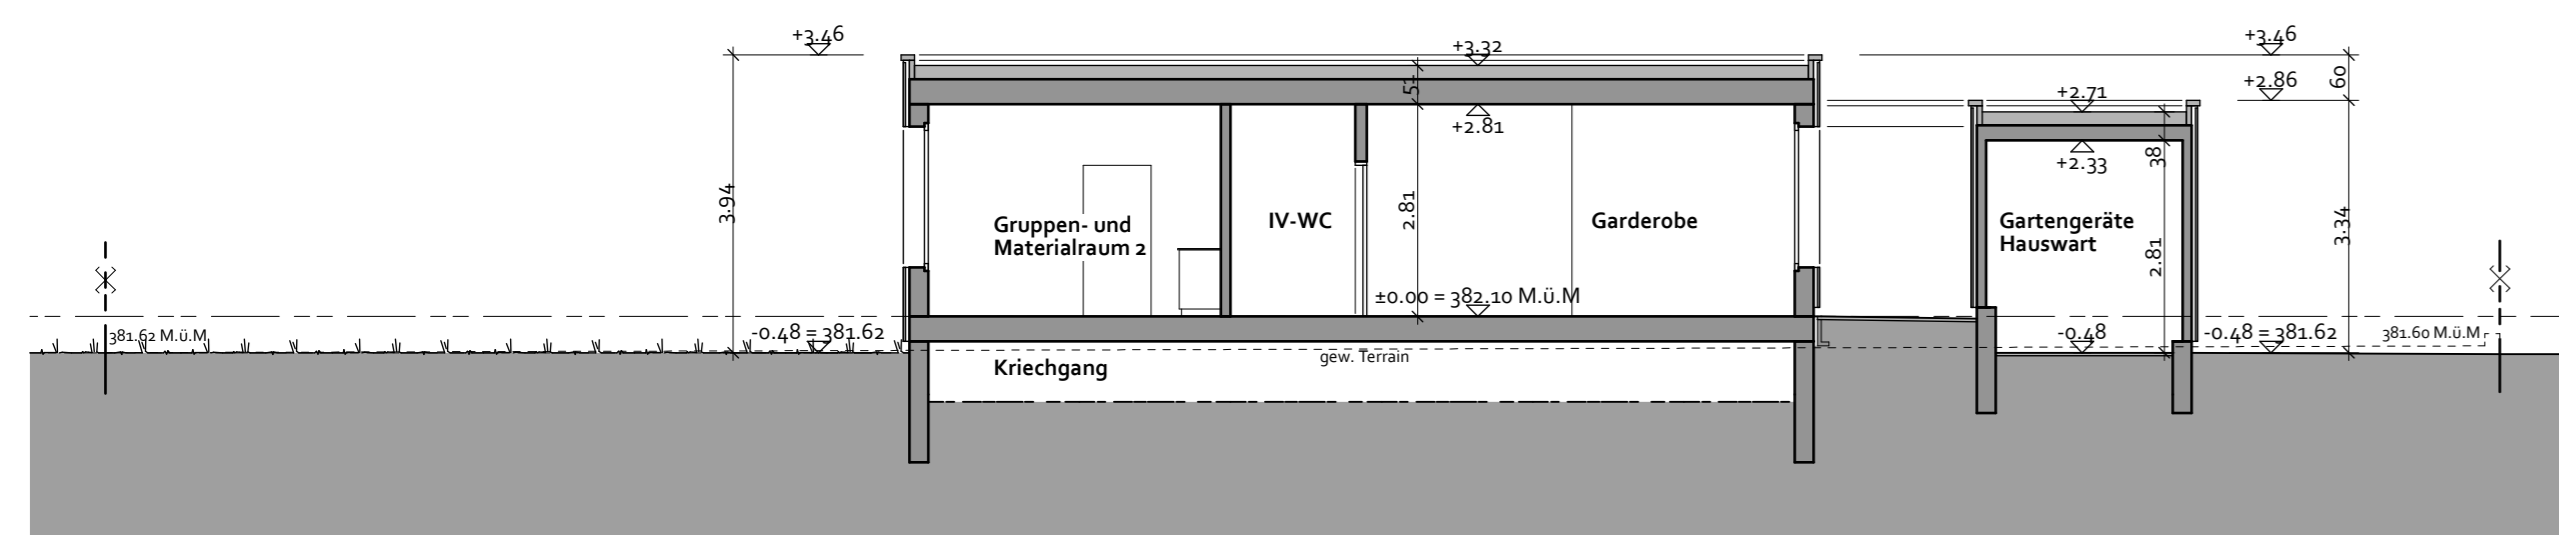 +3.46
+3.32
+3.46
+2.86
60
+2.71
+2.81
+2.33
38
3.94
2.81
2.81
3.34
Gruppen- und
Materialraum 2
IV-WC
Garderobe
Gartengeräte
Hauswart
±0.00 = 382.10 M.ü.M
381.62 M.ü.M
-0.48 = 381.62
-0.48
-0.48 = 381.62
381.60 M.ü.M
gew. Terrain
Kriechgang